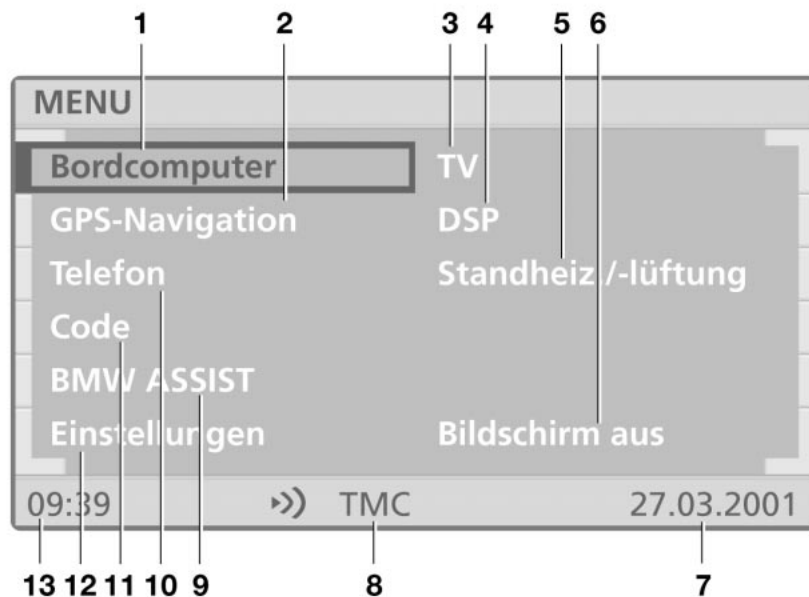 1 2 3 4 5 6
MENU
Bordcomputer TV
GPS-Navigation DSP
Telefon Standheiz./-lüftung
Code
BMW ASSIST
Einstellungen Bildschirm aus
09:39 TMC 27.03.2001
13 12 11 10 9 8 7